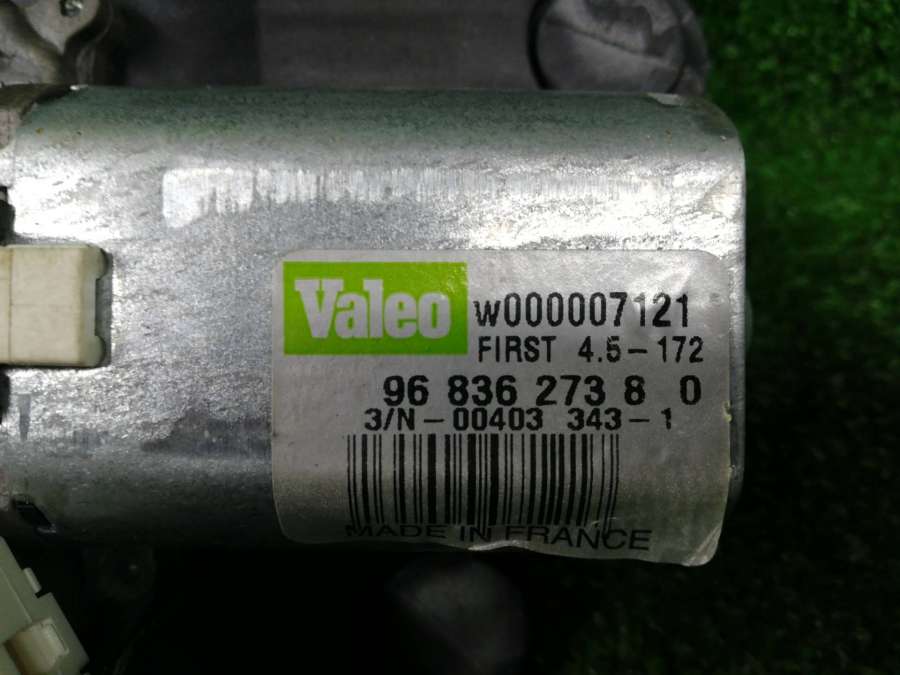 Valeo
W000007121
FIRST 4.5-172
96 836 273 8 0
3/N-00403 343-1
MADE IN FRANCE